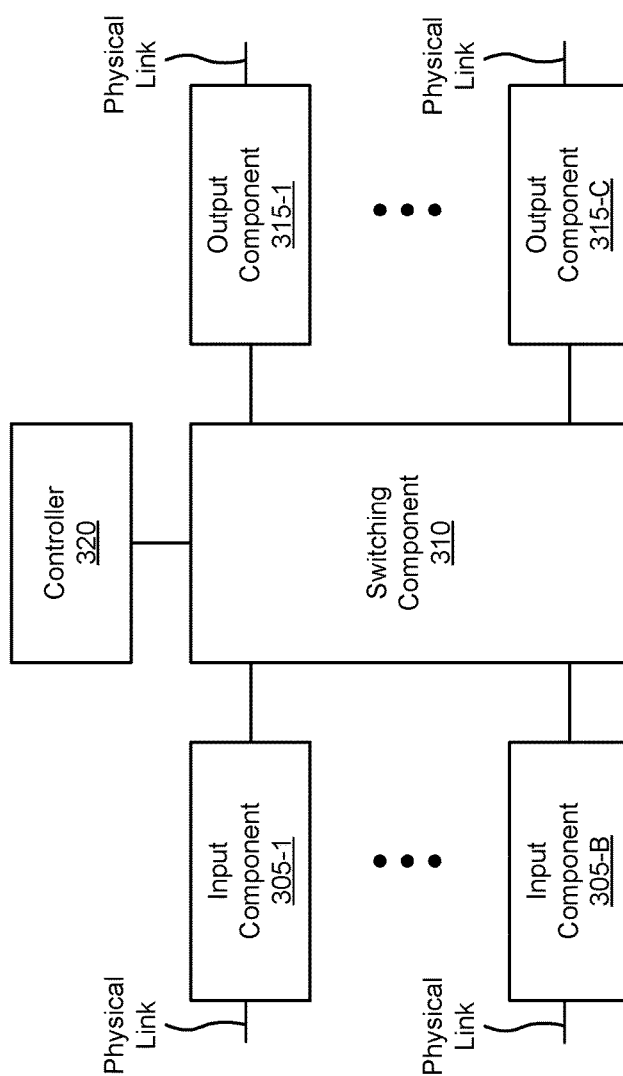 Controller
320
Physical
Link
Input
Component
305-1
Switching
Component
310
Output
Component
315-1
Physical
Link
Physical
Link
Input
Component
305-B
Output
Component
315-C
Physical
Link